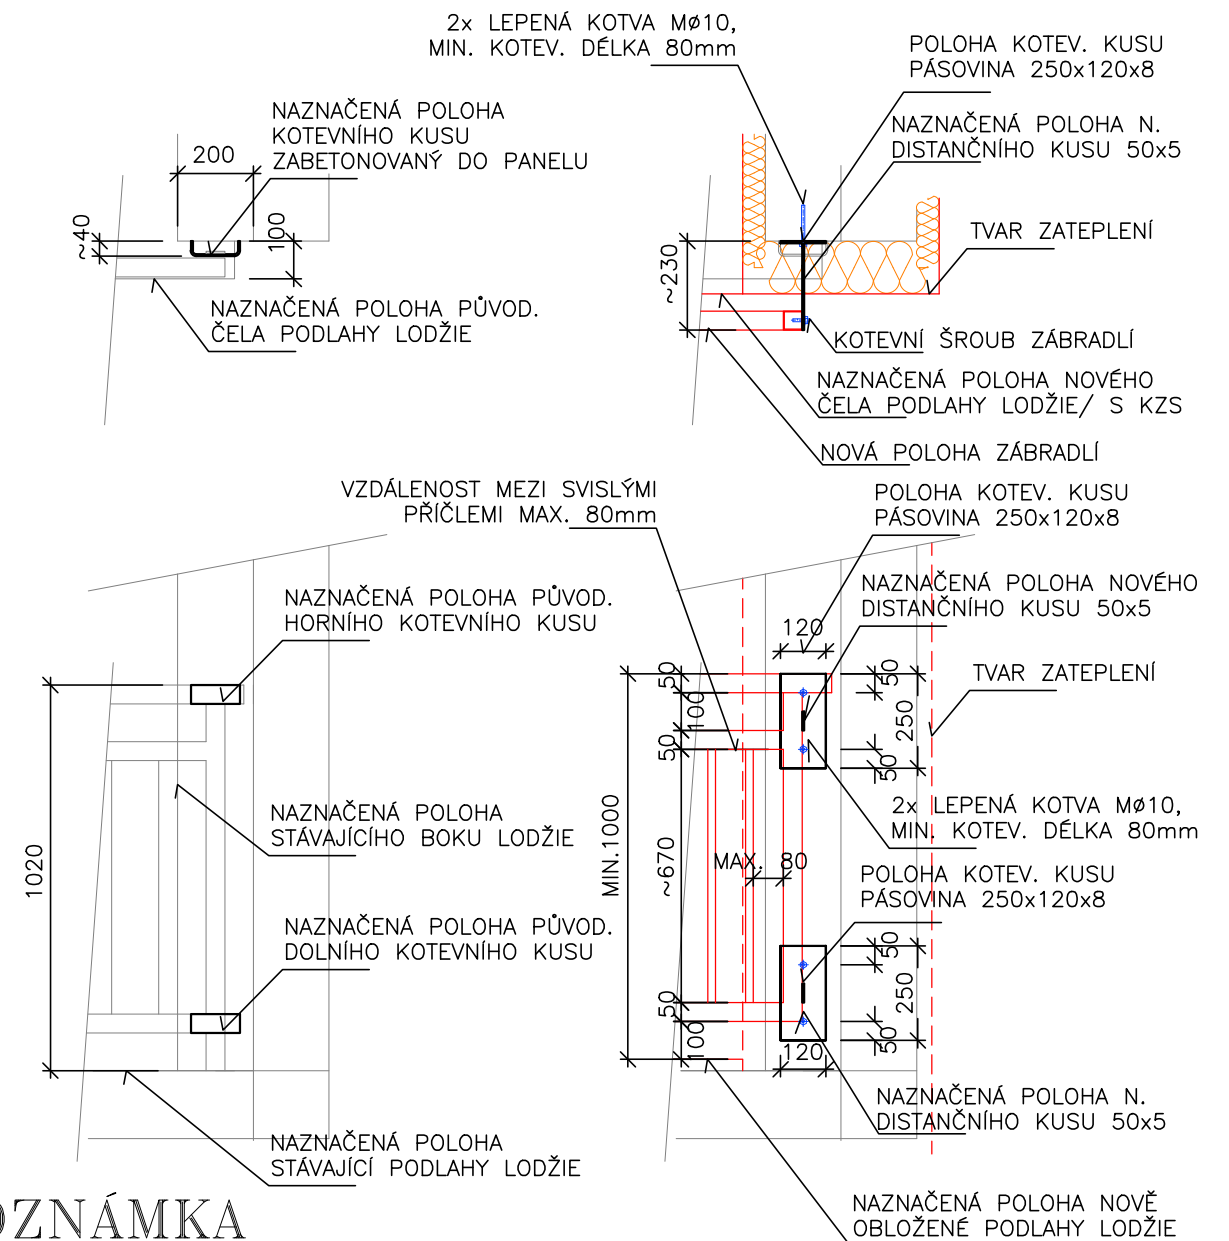 2x LEPENÁ KOTVA MØ10,
MIN. KOTEV. DÉLKA 80mm
POLOHA KOTEV. KUSU
PÁSOVINA 250x120x8
NAZNAČENÁ POLOHA
KOTEVNÍHO KUSU
ZABETONOVANÝ DO PANELU
NAZNAČENÁ POLOHA N.
DISTANČNÍHO KUSU 50x5
200
~40
100
NAZNAČENÁ POLOHA PŮVOD.
ČELA PODLAHY LODŽIE
TVAR ZATEPLENÍ
~230
KOTEVNÍ ŠROUB ZÁBRADLÍ
NAZNAČENÁ POLOHA NOVÉHO
ČELA PODLAHY LODŽIE/ S KZS
NOVÁ POLOHA ZÁBRADLÍ
VZDÁLENOST MEZI SVISLÝMI
PŘÍČLEMI MAX. 80mm
POLOHA KOTEV. KUSU
PÁSOVINA 250x120x8
NAZNAČENÁ POLOHA PŮVOD.
HORNÍHO KOTEVNÍHO KUSU
NAZNAČENÁ POLOHA NOVÉHO
DISTANČNÍHO KUSU 50x5
120
TVAR ZATEPLENÍ
50
100
50
50
250
50
1020
NAZNAČENÁ POLOHA
STÁVAJÍCÍHO BOKU LODŽIE
MIN.1000
~670
MAX. 80
2x LEPENÁ KOTVA MØ10,
MIN. KOTEV. DÉLKA 80mm
POLOHA KOTEV. KUSU
PÁSOVINA 250x120x8
NAZNAČENÁ POLOHA PŮVOD.
DOLNÍHO KOTEVNÍHO KUSU
50
100
50
250
50
120
NAZNAČENÁ POLOHA N.
DISTANČNÍHO KUSU 50x5
NAZNAČENÁ POLOHA
STÁVAJÍCÍ PODLAHY LODŽIE
NAZNAČENÁ POLOHA NOVĚ
OBLOŽENÉ PODLAHY LODŽIE
OZNÁMKA